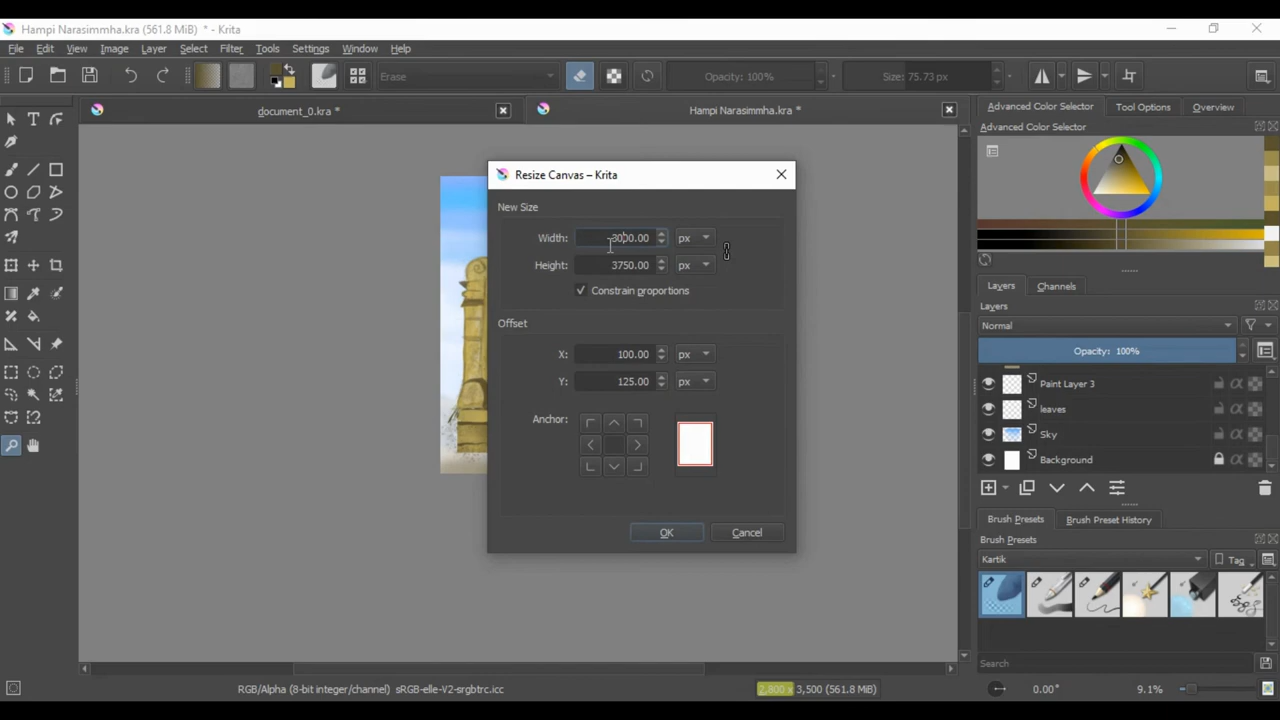 Hampi Narasimmha.kra (561.8 MiB) * - Krita
File Edit View Image Layer Filter Tools Settings Window Help
Erase Opacity: 100% Size: 75.73 px
document_0.kra * Hampi Narasimmha.kra *
Advanced Color Selector Tool Options Overview
Advanced Color Selector
Resize Canvas – Krita
New Size
Width: 3000.00 px
Height: 3750.00 px
Constrain proportions
Offset
X: 100.00 px
Y: 125.00 px
Anchor:
OK Cancel
Layers Channels
Layers
Normal
Opacity: 100%
Paint Layer 3
leaves
Sky
Background
Brush Presets Brush Preset History
Brush Presets
Kartik Tag
Search
RGB/Alpha (8-bit integer/channel) sRGB-elle-V2-srgbtrc.icc 2,800 x 3,500 (561.8 MiB) 0.00° 9.1%